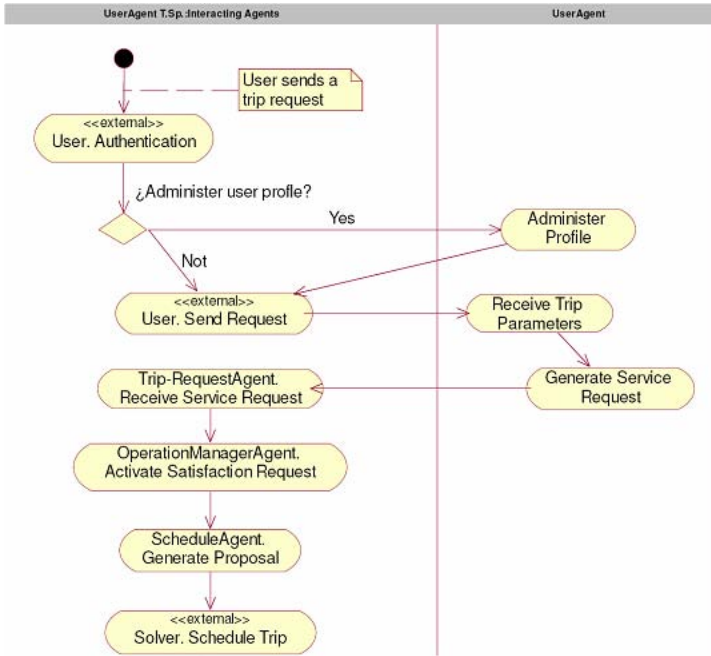 UserAgent T.Sp.:Interacting Agents
UserAgent
User sends a
trip request
<<external>>
User. Authentication
¿Administer user profle?
Yes
Administer
Profile
Not
<<external>>
User. Send Request
Receive Trip
Parameters
Trip-RequestAgent.
Receive Service Request
Generate Service
Request
OperationManagerAgent.
Activate Satisfaction Request
ScheduleAgent.
Generate Proposal
<<external>>
Solver. Schedule Trip